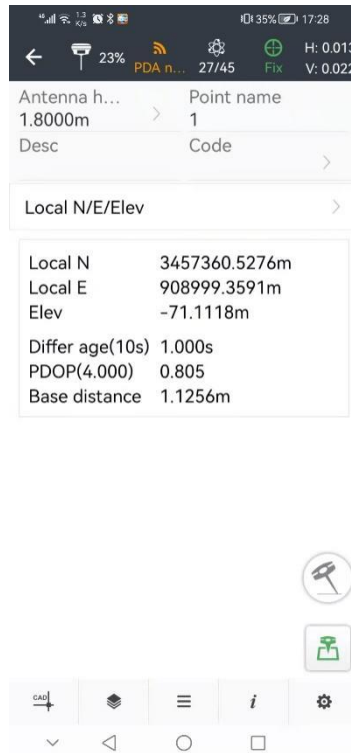 4G 1.3 K/s 35% 17:28
23% PDA n... 27/45 Fix H: 0.013 V: 0.022
Antenna h... Point name
1.8000m 1
Desc Code
Local N/E/Elev
Local N 3457360.5276m
Local E 908999.3591m
Elev -71.1118m
Differ age(10s) 1.000s
PDOP(4.000) 0.805
Base distance 1.1256m
CAD i